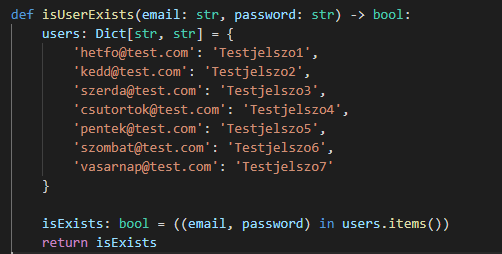 def isUserExists(email: str, password: str) -> bool:
    users: Dict[str, str] = {
        'hetfo@test.com': 'Testjelszo1',
        'kedd@test.com': 'Testjelszo2',
        'szerda@test.com': 'Testjelszo3',
        'csutortok@test.com': 'Testjelszo4',
        'pentek@test.com': 'Testjelszo5',
        'szombat@test.com': 'Testjelszo6',
        'vasarnap@test.com': 'Testjelszo7'
    }
    isExists: bool = ((email, password) in users.items())
    return isExists